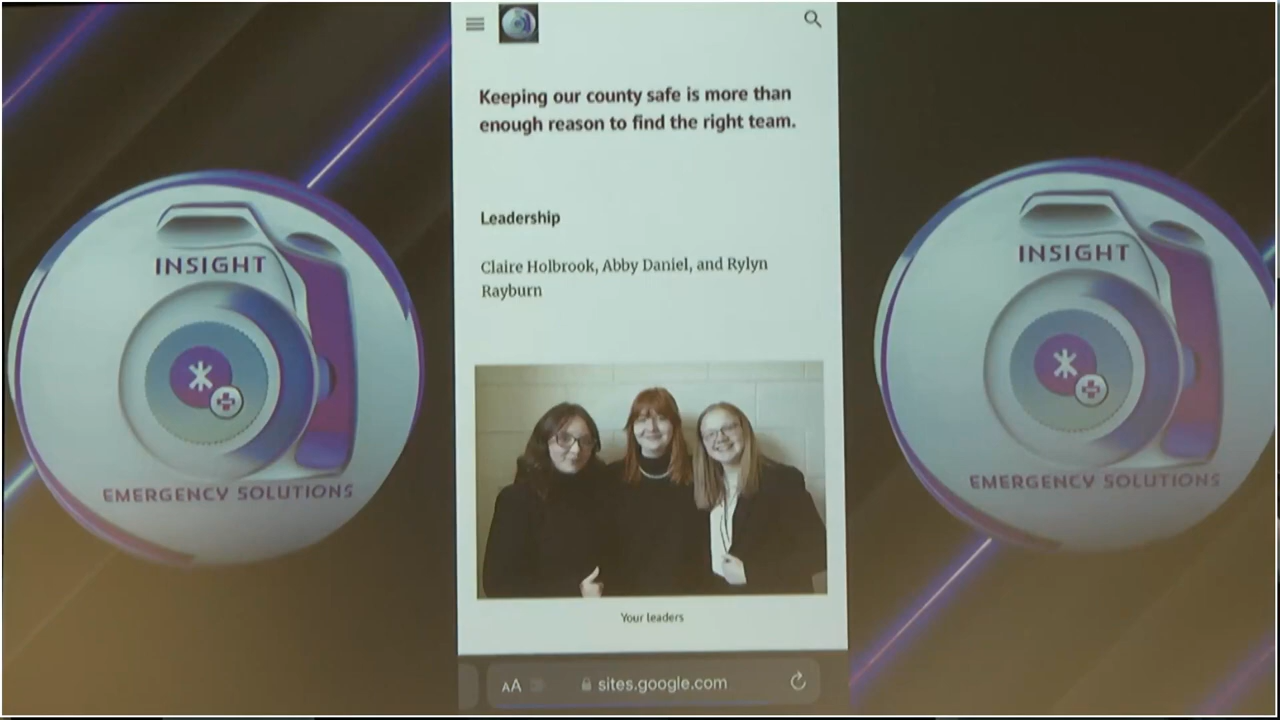 Keeping our county safe is more than
enough reason to find the right team.
Leadership
Claire Holbrook, Abby Daniel, and Rylyn
Rayburn
Your leaders
AA
sites.google.com
INSIGHT
EMERGENCY SOLUTIONS
INSIGHT
EMERGENCY SOLUTIONS